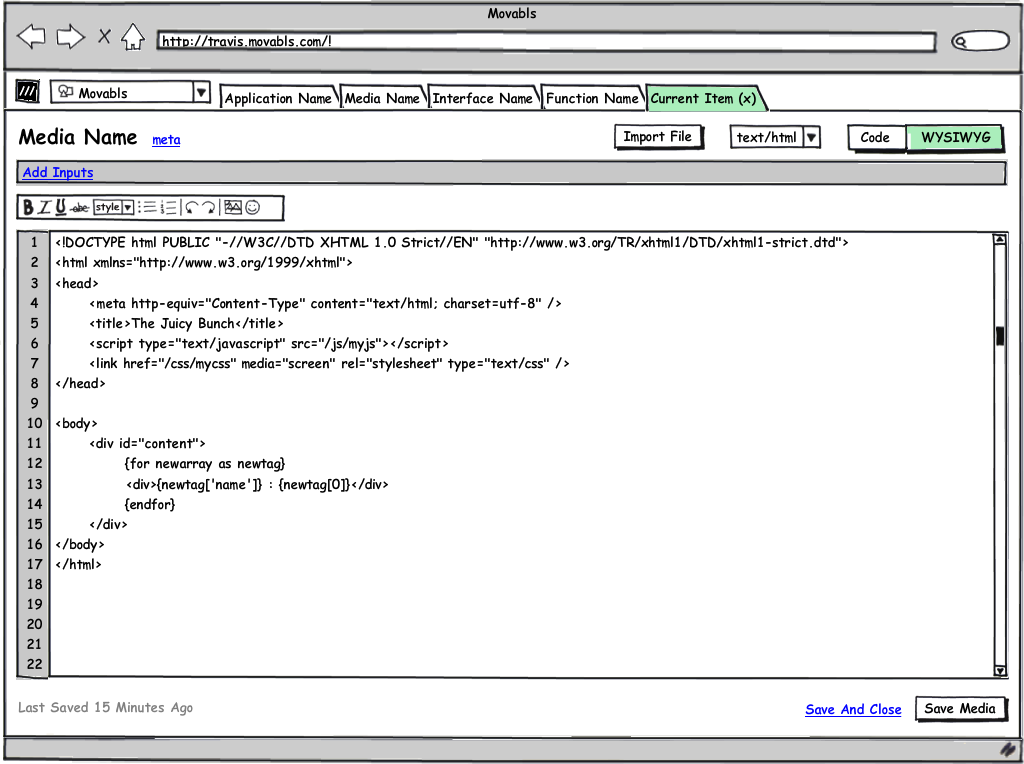 Movabls
http://travis.movabls.com/!
Movabls
Application Name
Media Name
Interface Name
Function Name
Current Item (x)
Media Name
meta
Import File
text/html
Code
WYSIWYG
Add Inputs
B I U abc style
1 <!DOCTYPE html PUBLIC "-//W3C//DTD XHTML 1.0 Strict//EN" "http://www.w3.org/TR/xhtml1/DTD/xhtml1-strict.dtd">
2 <html xmlns="http://www.w3.org/1999/xhtml">
3 <head>
4 <meta http-equiv="Content-Type" content="text/html; charset=utf-8" />
5 <title>The Juicy Bunch</title>
6 <script type="text/javascript" src="/js/myjs"></script>
7 <link href="/css/mycss" media="screen" rel="stylesheet" type="text/css" />
8 </head>
9
10 <body>
11 <div id="content">
12 {for newarray as newtag}
13 <div>{newtag['name']} : {newtag[0]}</div>
14 {endfor}
15 </div>
16 </body>
17 </html>
18
19
20
21
22
Last Saved 15 Minutes Ago
Save And Close
Save Media